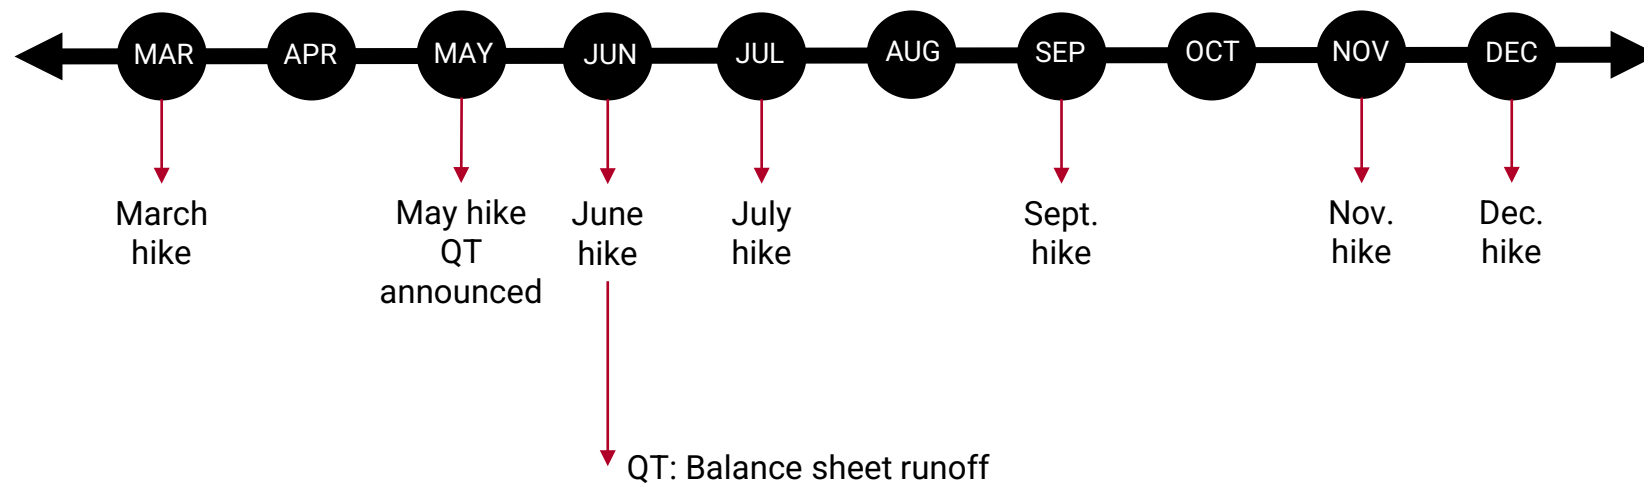 MAR
APR
MAY
JUN
JUL
AUG
SEP
OCT
NOV
DEC
March
hike
May hike
QT
announced
June
hike
July
hike
Sept.
hike
Nov.
hike
Dec.
hike
QT: Balance sheet runoff